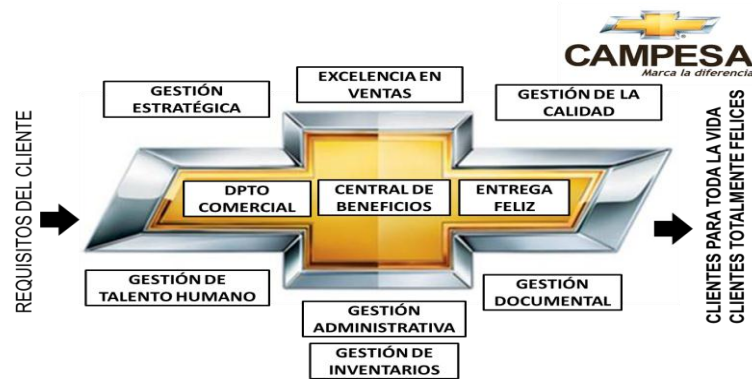 CAMPESA
Marca la diferencia
EXCELENCIA EN
VENTAS
GESTIÓN
ESTRATÉGICA
GESTIÓN DE LA
CALIDAD
REQUISITOS DEL CLIENTE
DPTO
COMERCIAL
CENTRAL DE
BENEFICIOS
ENTREGA
FELIZ
CLIENTES PARA TODA LA VIDA
CLIENTES TOTALMENTE FELICES
GESTIÓN DE
TALENTO HUMANO
GESTIÓN
DOCUMENTAL
GESTIÓN
ADMINISTRATIVA
GESTIÓN DE
INVENTARIOS